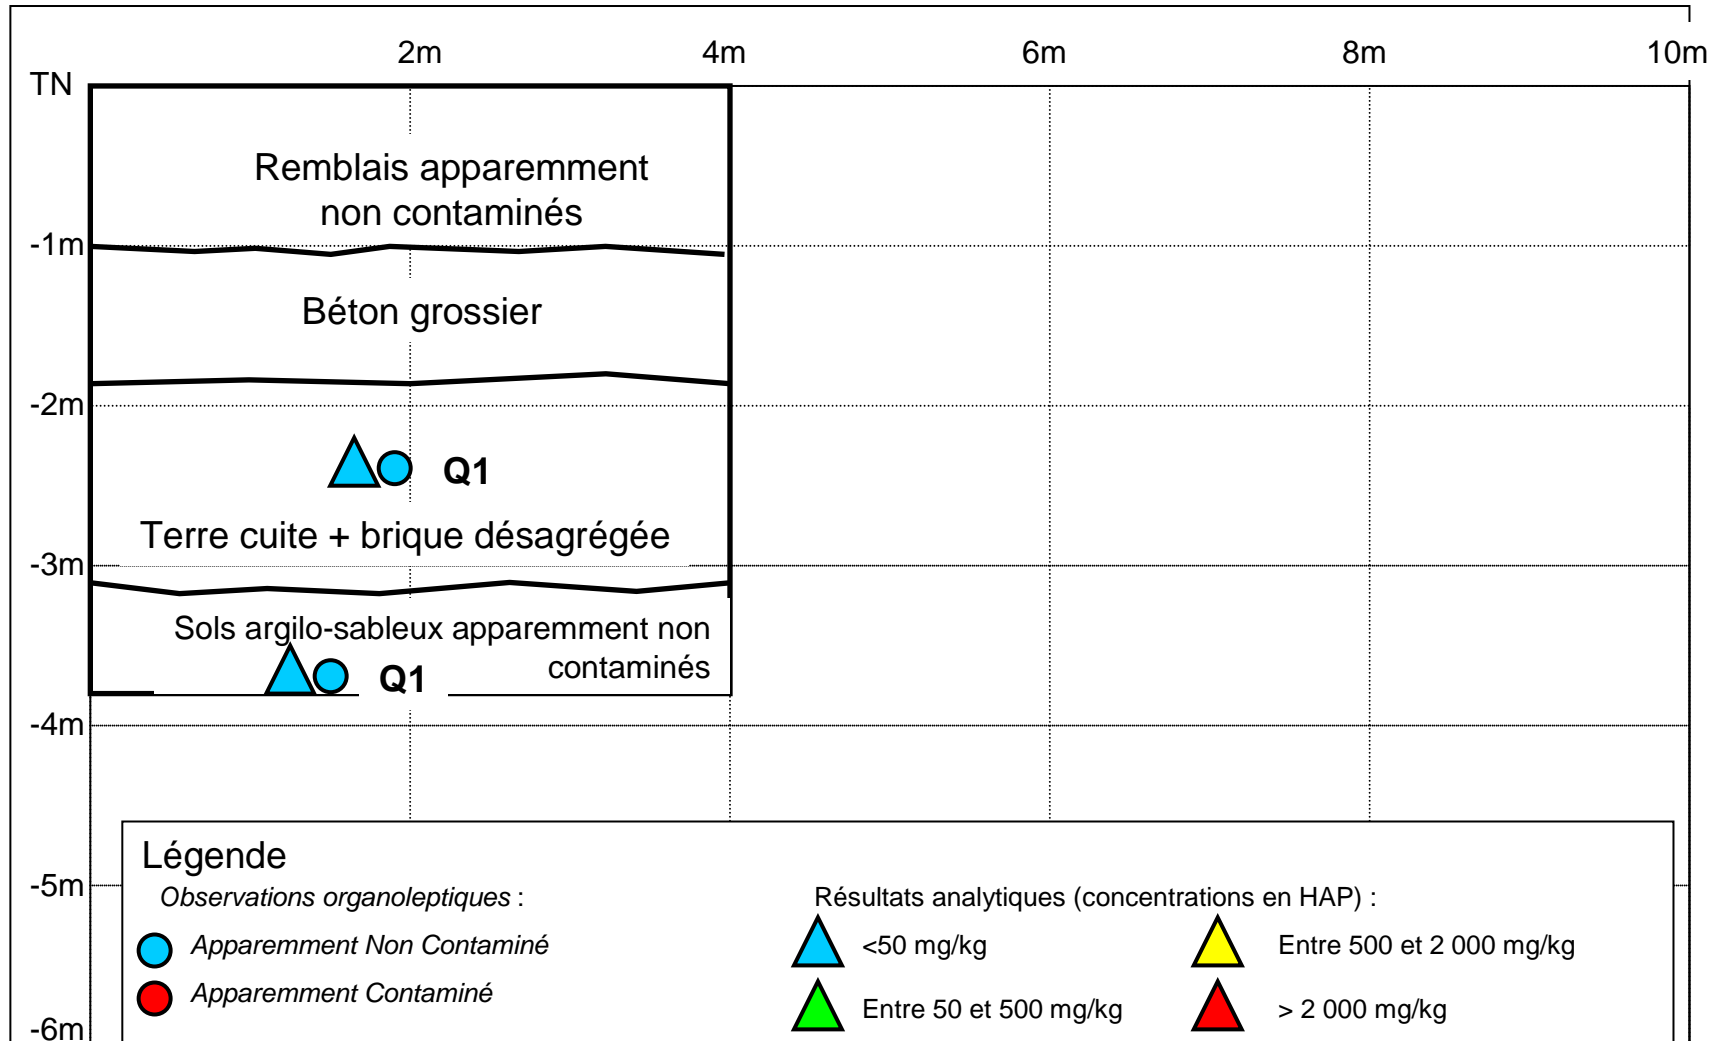 2m 4m 6m 8m 10m
TN
Remblais apparemment
non contaminés
-1m
Béton grossier
-2m
Q1
Terre cuite + brique désagrégée
-3m
Sols argilo-sableux apparemment non
contaminés
Q1
-4m
Légende
-5m
Observations organoleptiques :
Résultats analytiques (concentrations en HAP) :
Apparemment Non Contaminé
<50 mg/kg
Entre 500 et 2 000 mg/kg
Apparemment Contaminé
Entre 50 et 500 mg/kg
> 2 000 mg/kg
-6m